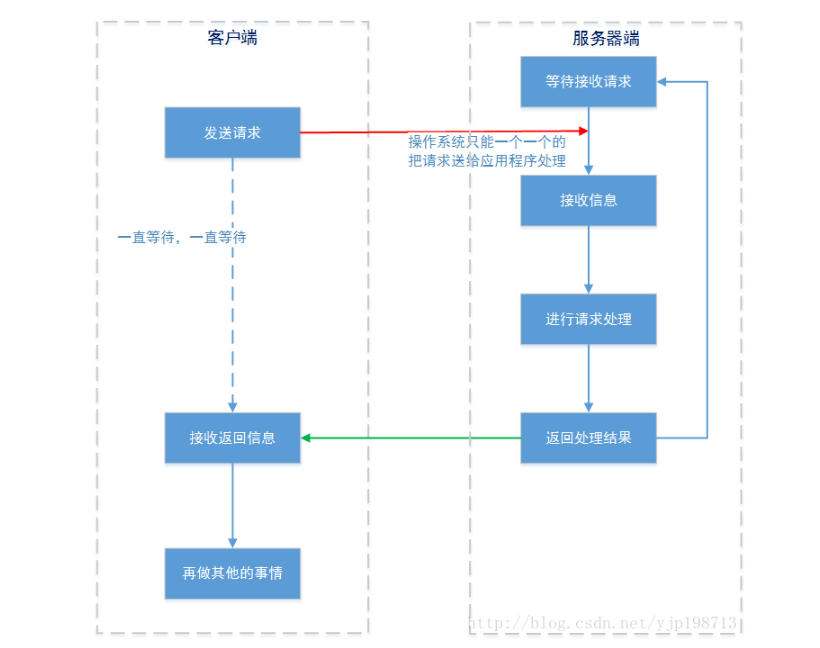 客户端
发送请求
一直等待，一直等待
接收返回信息
再做其他的事情
服务器端
等待接收请求
操作系统只能一个一个的
把请求送给应用程序处理
接收信息
进行请求处理
返回处理结果
http://blog.csdn.net/yjp198713